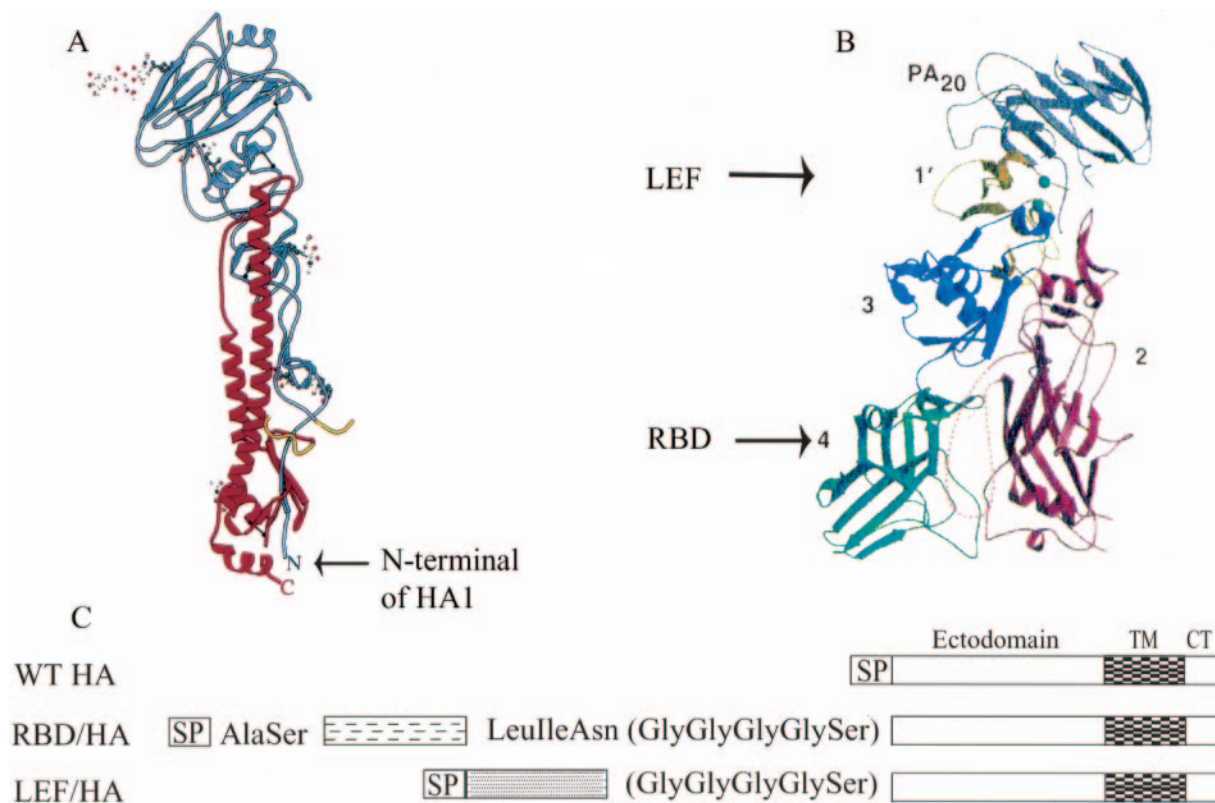 A
N
C
N-terminal
of HA1
B
PA20
LEF
1'
3
2
RBD
4
C
Ectodomain TM CT
WT HA SP
RBD/HA SP AlaSer LeuIleAsn (GlyGlyGlyGlySer)
LEF/HA SP (GlyGlyGlyGlySer)